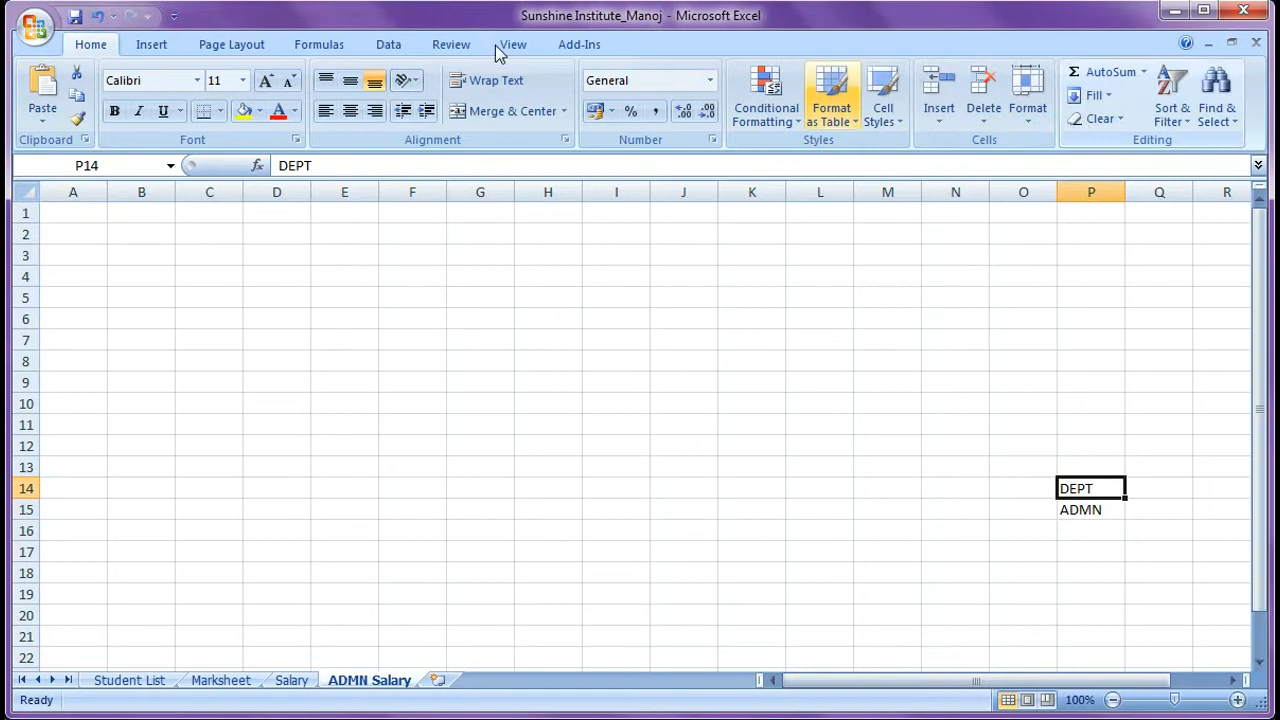 Sunshine Institute_Manoj - Microsoft Excel
Home Insert Page Layout Formulas Data Review View Add-Ins
Paste
Clipboard
Calibri 11
B I U
A A
A
Font
Wrap Text
Merge & Center
Alignment
General
% , .00 .0
Number
Conditional Formatting
Format as Table
Cell Styles
Styles
Insert
Delete
Format
Cells
Σ AutoSum
Fill
Clear
Sort & Filter
Find & Select
Editing
P14 fx DEPT
A B C D E F G H I J K L M N O P Q R
1
2
3
4
5
6
7
8
9
10
11
12
13
14 DEPT
15 ADMN
16
17
18
19
20
21
22
Student List Marksheet Salary ADMN Salary
Ready 100%